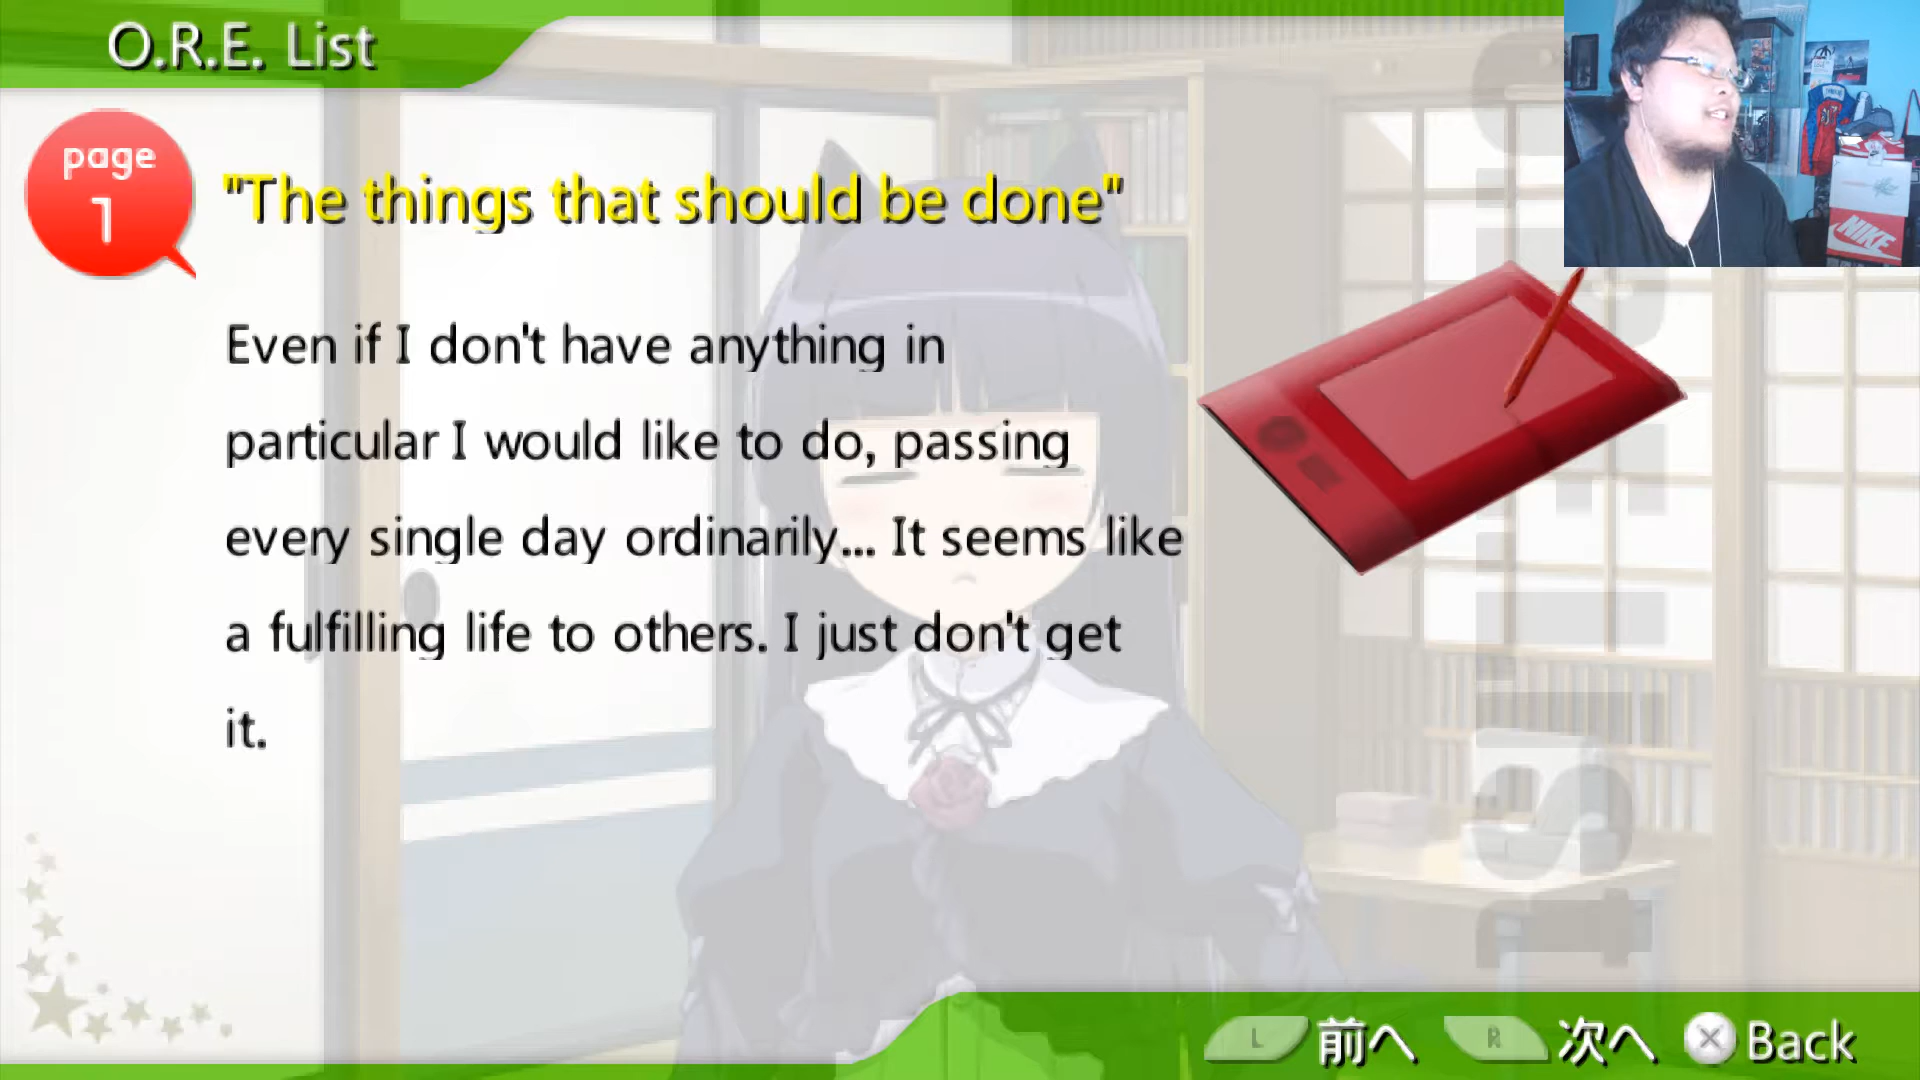 O.R.E. List
page
1
"The things that should be done"
Even if I don't have anything in
particular I would like to do, passing
every single day ordinarily... It seems like
a fulfilling life to others. I just don't get
it.
NIKE
L 前へ R 次へ X Back